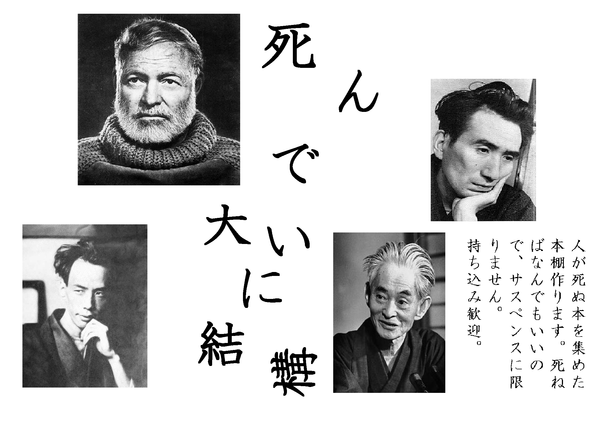 死んで大いに結構
人が死ぬ本を集めた
本棚作ります。死ね
ばなんでもいいの
で、サスペンスに限
りません。
持ち込み歓迎。